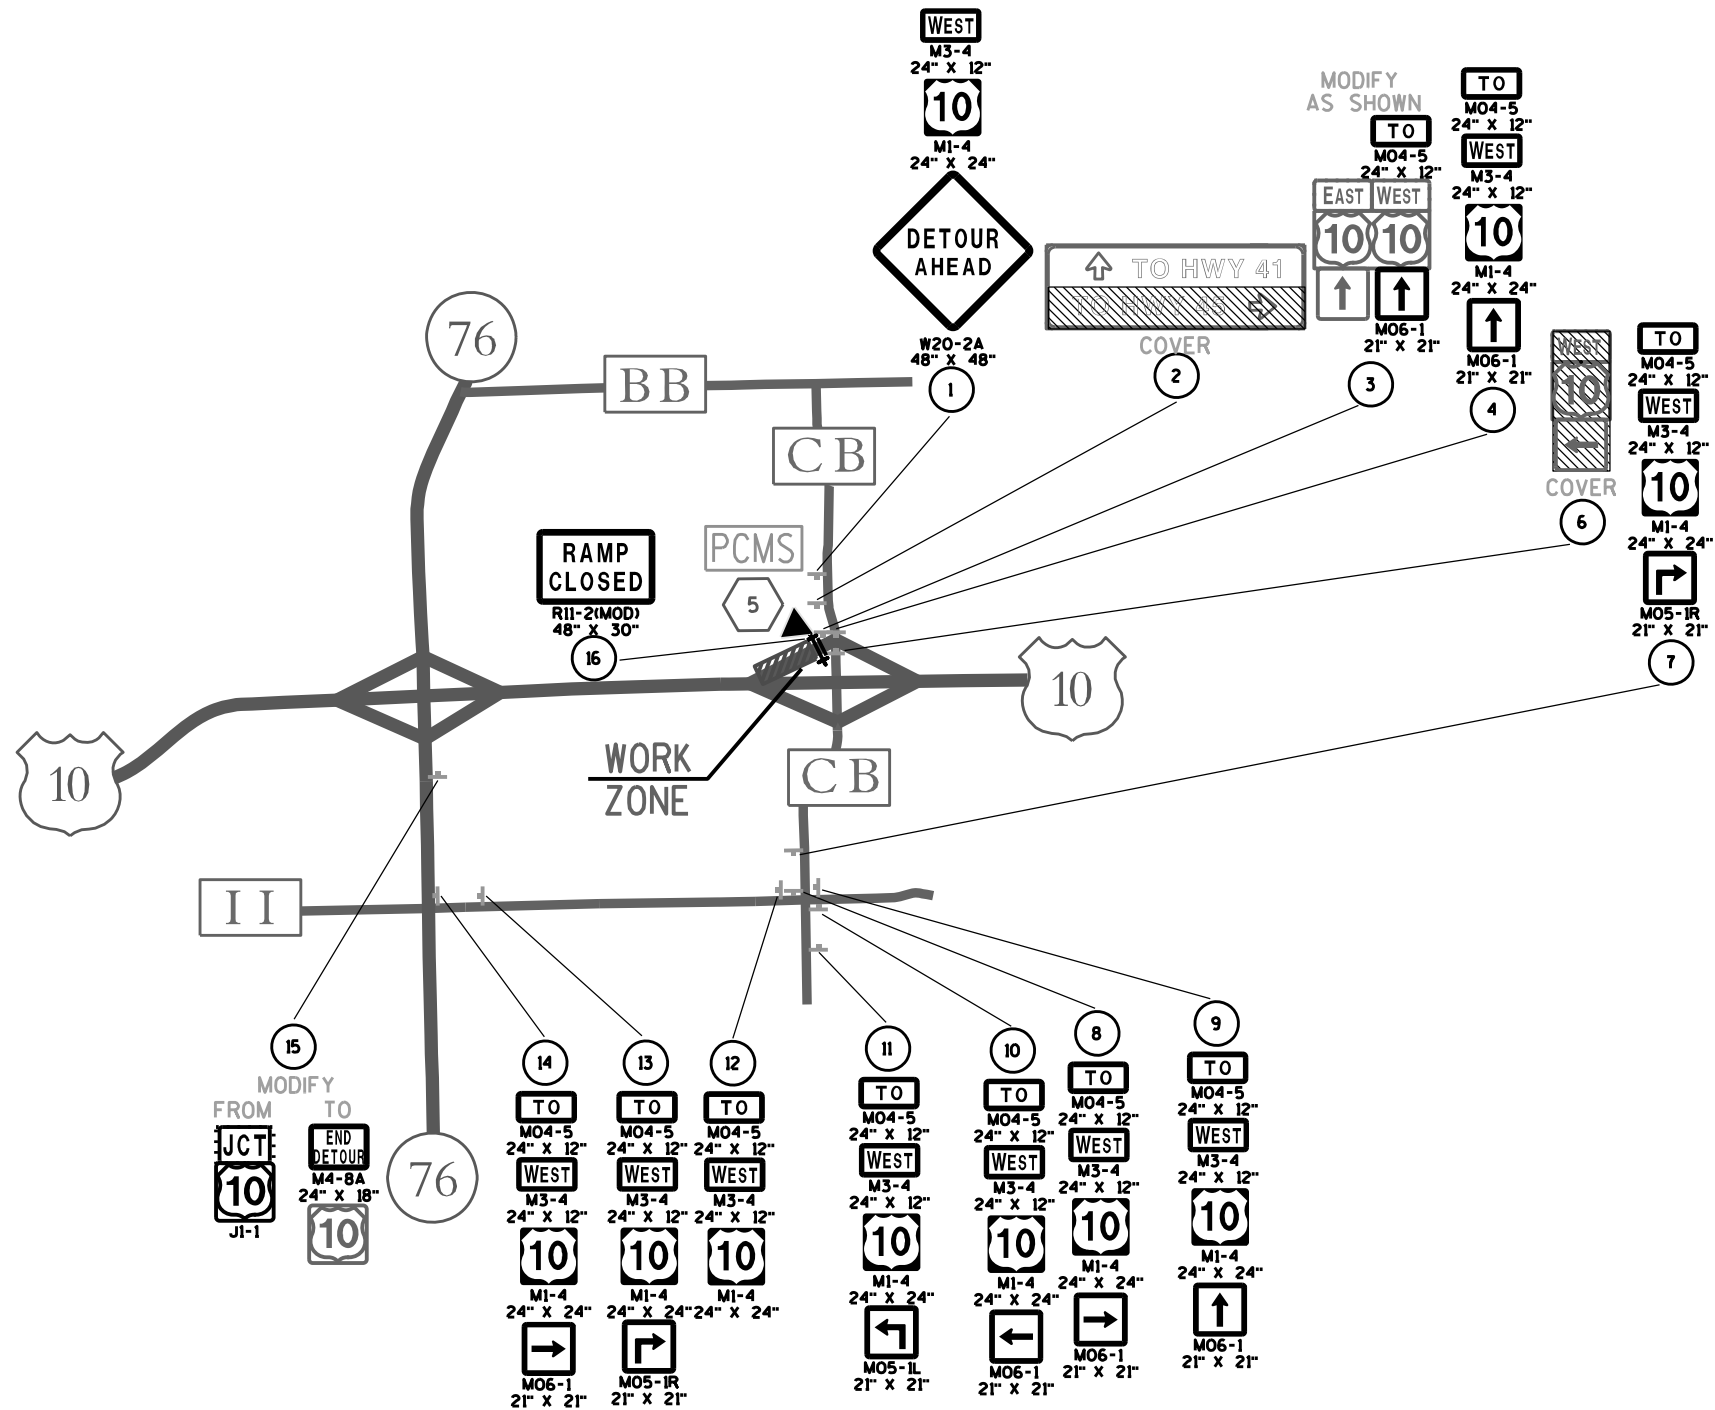 WEST
M3-4
24" X 12"
10
M1-4
24" X 24"
DETOUR
AHEAD
W20-2A
48" X 48"
1
TO HWY 41
TO HWY 45
COVER
2
MODIFY
AS SHOWN
TO
M04-5
24" X 12"
EAST WEST
10 10
M06-1
21" X 21"
3
TO
M04-5
24" X 12"
WEST
M3-4
24" X 12"
10
M1-4
24" X 24"
M06-1
21" X 21"
4
WEST
10
COVER
6
TO
M04-5
24" X 12"
WEST
M3-4
24" X 12"
10
M1-4
24" X 24"
M05-1R
21" X 21"
7
76
BB
CB
RAMP
CLOSED
R11-2(MOD)
48" X 30"
16
PCMS
5
10
10
WORK
ZONE
CB
II
76
15
MODIFY
FROM TO
JCT
10
J1-1
END
DETOUR
M4-8A
24" X 18"
10
14
TO
M04-5
24" X 12"
WEST
M3-4
24" X 12"
10
M1-4
24" X 24"
M06-1
21" X 21"
13
TO
M04-5
24" X 12"
WEST
M3-4
24" X 12"
10
M1-4
24" X 24"
M05-1R
21" X 21"
12
TO
M04-5
24" X 12"
WEST
M3-4
24" X 12"
10
M1-4
24" X 24"
11
TO
M04-5
24" X 12"
WEST
M3-4
24" X 12"
10
M1-4
24" X 24"
M05-1L
21" X 21"
10
TO
M04-5
24" X 12"
WEST
M3-4
24" X 12"
10
M1-4
24" X 24"
M06-1
21" X 21"
8
TO
M04-5
24" X 12"
WEST
M3-4
24" X 12"
10
M1-4
24" X 24"
M06-1
21" X 21"
9
TO
M04-5
24" X 12"
WEST
M3-4
24" X 12"
10
M1-4
24" X 24"
M06-1
21" X 21"